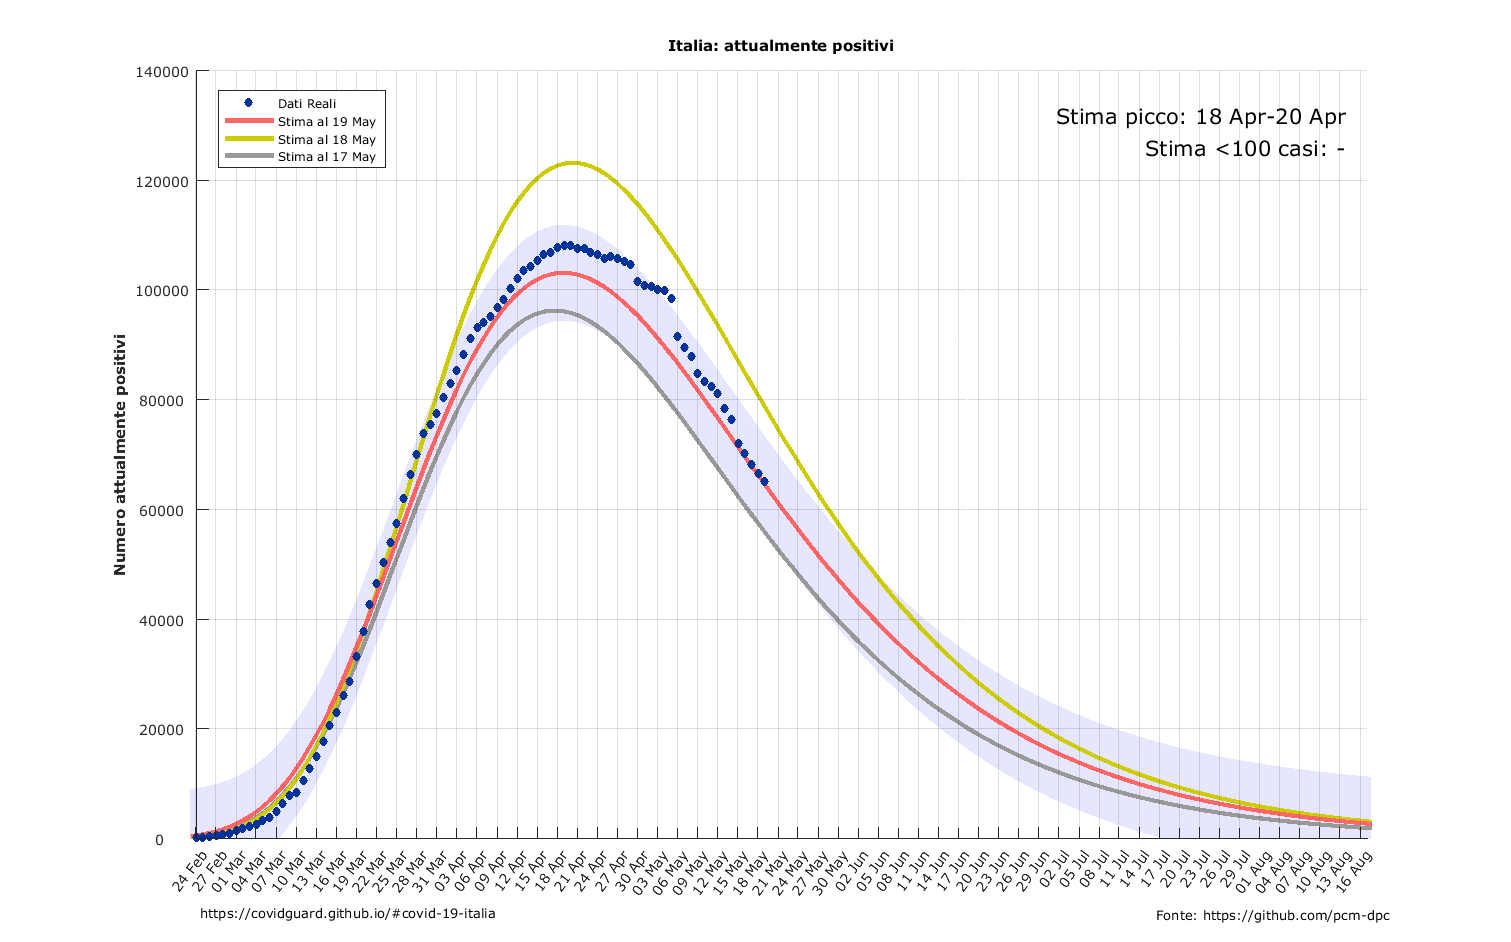 Italia: attualmente positivi
140000
120000
100000
80000
60000
40000
20000
0
Numero attualmente positivi
Dati Reali
Stima al 19 May
Stima al 18 May
Stima al 17 May
Stima picco: 18 Apr-20 Apr
Stima <100 casi: -
24 Feb
27 Feb
01 Mar
04 Mar
07 Mar
10 Mar
13 Mar
16 Mar
19 Mar
22 Mar
25 Mar
28 Mar
31 Mar
03 Apr
06 Apr
09 Apr
12 Apr
15 Apr
18 Apr
21 Apr
24 Apr
27 Apr
30 Apr
03 May
06 May
09 May
12 May
15 May
18 May
21 May
24 May
27 May
30 May
02 Jun
05 Jun
08 Jun
11 Jun
14 Jun
17 Jun
20 Jun
23 Jun
26 Jun
29 Jun
02 Jul
05 Jul
08 Jul
11 Jul
14 Jul
17 Jul
20 Jul
23 Jul
26 Jul
29 Jul
01 Aug
04 Aug
07 Aug
10 Aug
13 Aug
16 Aug
https://covidguard.github.io/#covid-19-italia
Fonte: https://github.com/pcm-dpc